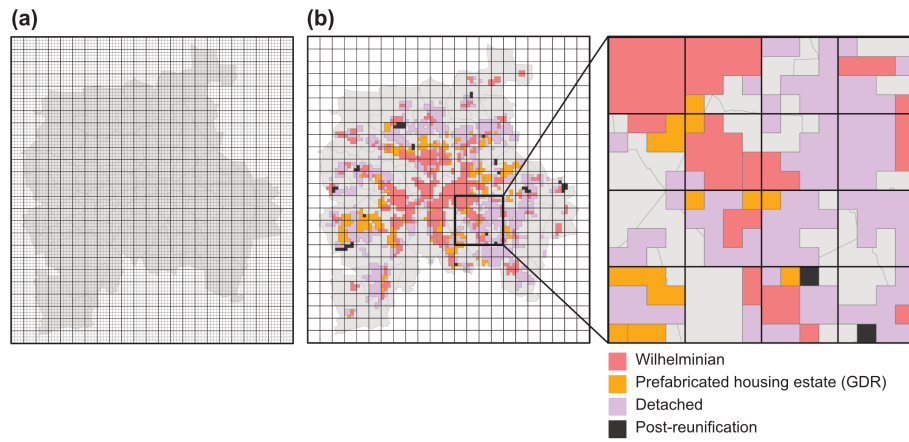 (a)
(b)
Wilhelminian
Prefabricated housing estate (GDR)
Detached
Post-reunification